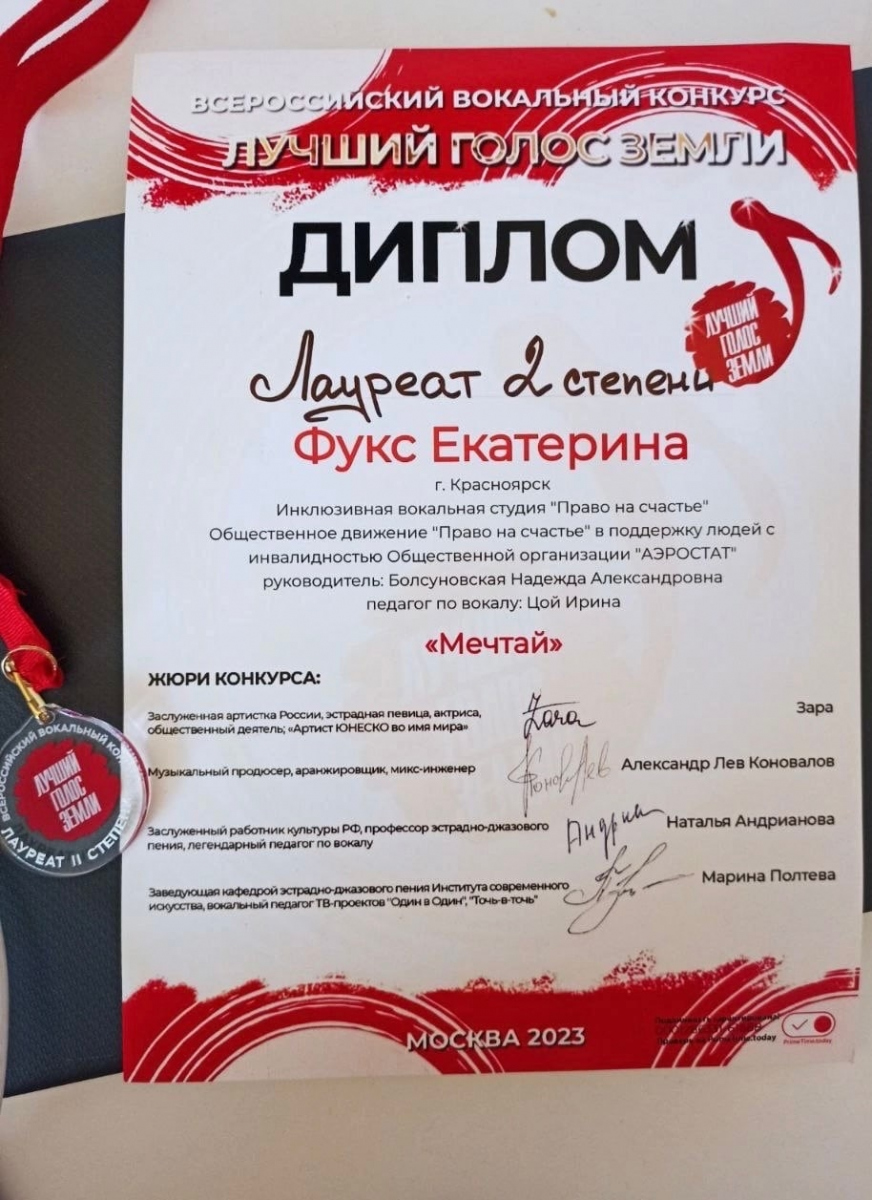 ВСЕРОССИЙСКИЙ ВОКАЛЬНЫЙ КОНКУРС
ЛУЧШИЙ ГОЛОС ЗЕМЛИ
ДИПЛОМ
ЛУЧШИЙ
ГОЛОС
ЗЕМЛИ
Лауреат 2 степени
Фукс Екатерина
г. Красноярск
Инклюзивная вокальная студия "Право на счастье"
Общественное движение "Право на счастье" в поддержку людей с
инвалидностью Общественной организации "АЭРОСТАТ"
руководитель: Болсуновская Надежда Александровна
педагог по вокалу: Цой Ирина
«Мечтай»
ЖЮРИ КОНКУРСА:
Заслуженная артистка России, эстрадная певица, актриса,
общественный деятель; «Артист ЮНЕСКО во имя мира»
Зара
Музыкальный продюсер, аранжировщик, микс-инженер
Александр Лев Коновалов
Заслуженный работник культуры РФ, профессор эстрадно-джазового
пения, легендарный педагог по вокалу
Наталья Андрианова
Заведующая кафедрой эстрадно-джазового пения Института современного
искусства, вокальный педагог ТВ-проектов "Один в Один", "Точь-в-точь"
Марина Полтева
МОСКВА 2023
PrimeTime.today
ВСЕРОССИЙСКИЙ ВОКАЛЬНЫЙ
ЛУЧШИЙ
ГОЛОС
ЗЕМЛИ
ЛАУРЕАТ II